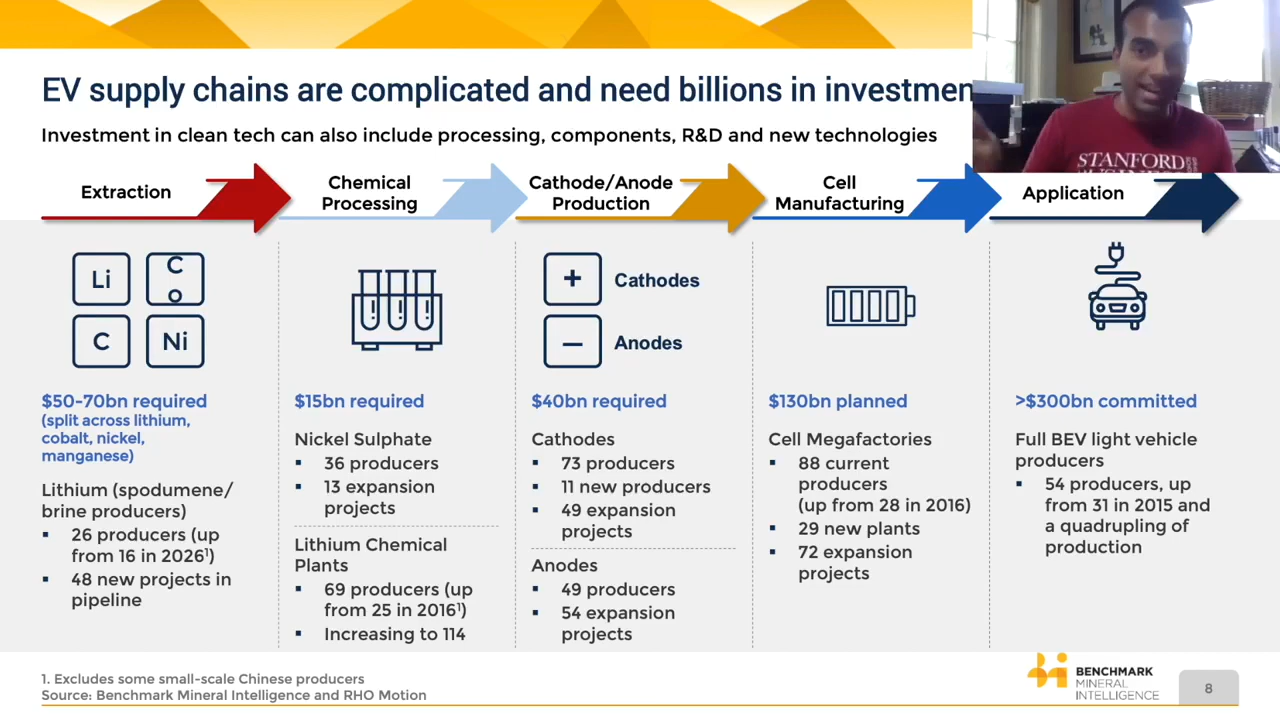 EV supply chains are complicated and need billions in investmen
Investment in clean tech can also include processing, components, R&D and new technologies
STANFORD
Extraction
Chemical
Processing
Cathode/Anode
Production
Cell
Manufacturing
Application
Li
C
o
C
Ni
+
Cathodes
–
Anodes
$50-70bn required
(split across lithium,
cobalt, nickel,
manganese)
Lithium (spodumene/
brine producers)
▪ 26 producers (up
from 16 in 2026¹)
▪ 48 new projects in
pipeline
$15bn required
Nickel Sulphate
▪ 36 producers
▪ 13 expansion
projects
Lithium Chemical
Plants
▪ 69 producers (up
from 25 in 2016¹)
▪ Increasing to 114
$40bn required
Cathodes
▪ 73 producers
▪ 11 new producers
▪ 49 expansion
projects
Anodes
▪ 49 producers
▪ 54 expansion
projects
$130bn planned
Cell Megafactories
▪ 88 current
producers
(up from 28 in 2016)
▪ 29 new plants
▪ 72 expansion
projects
>$300bn committed
Full BEV light vehicle
producers
▪ 54 producers, up
from 31 in 2015 and
a quadrupling of
production
1. Excludes some small-scale Chinese producers
Source: Benchmark Mineral Intelligence and RHO Motion
BENCHMARK
MINERAL
INTELLIGENCE
8